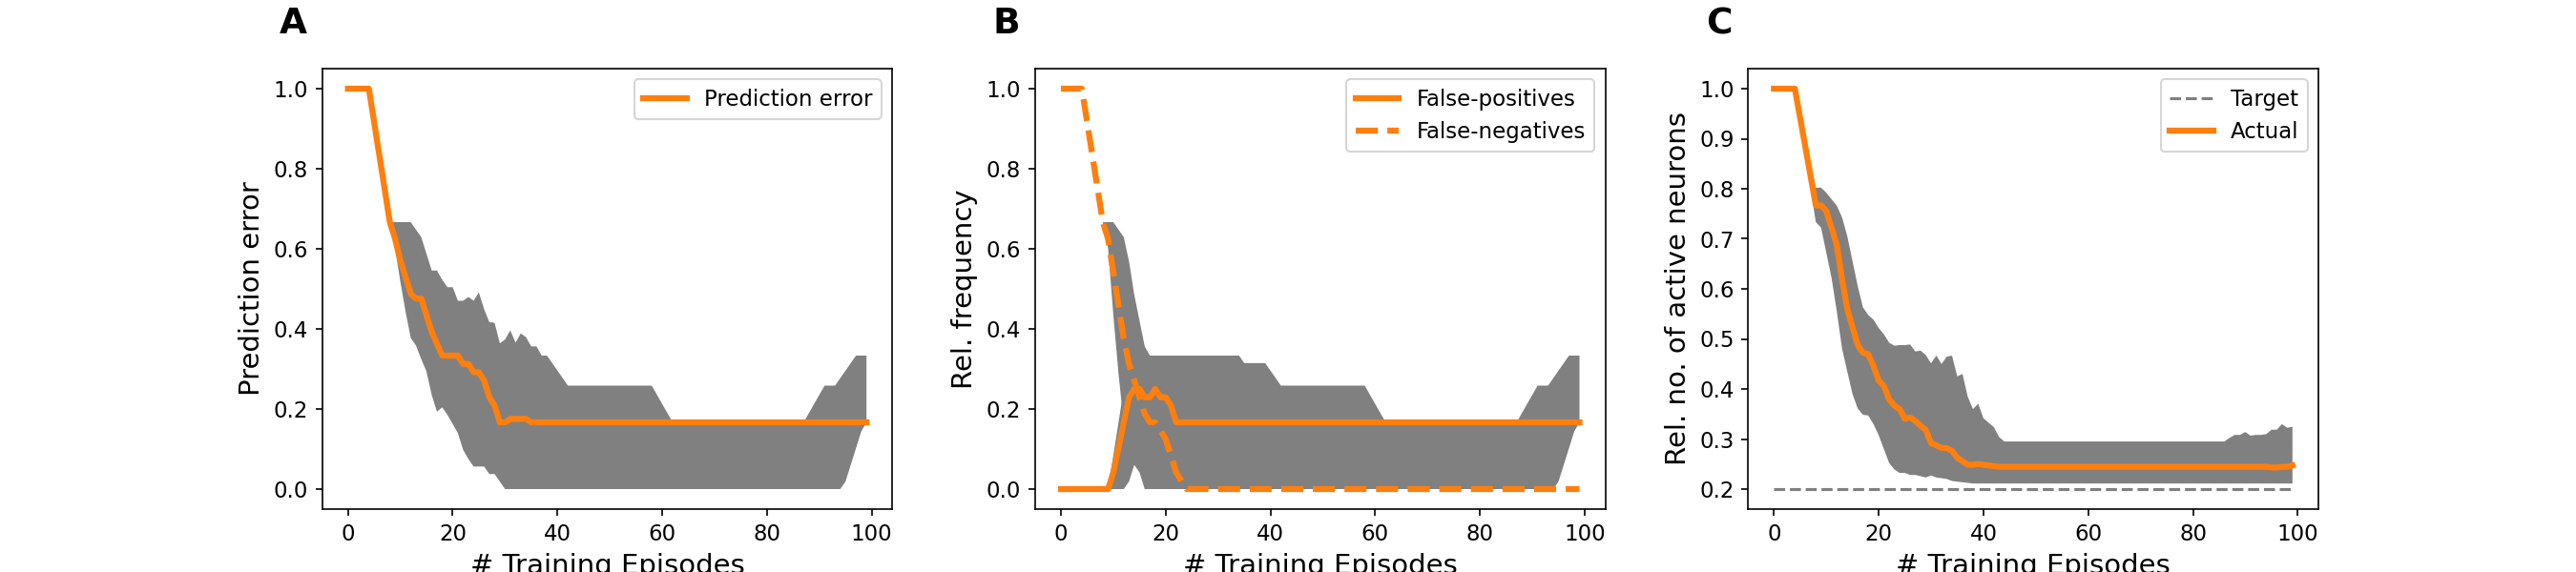 A
1.0
0.8
0.6
0.4
0.2
0.0
Prediction error
Prediction error
0 20 40 60 80 100
# Training Episodes
B
1.0
0.8
0.6
0.4
0.2
0.0
Rel. frequency
False-positives
False-negatives
0 20 40 60 80 100
# Training Episodes
C
1.0
0.9
0.8
0.7
0.6
0.5
0.4
0.3
0.2
Rel. no. of active neurons
Target
Actual
0 20 40 60 80 100
# Training Episodes